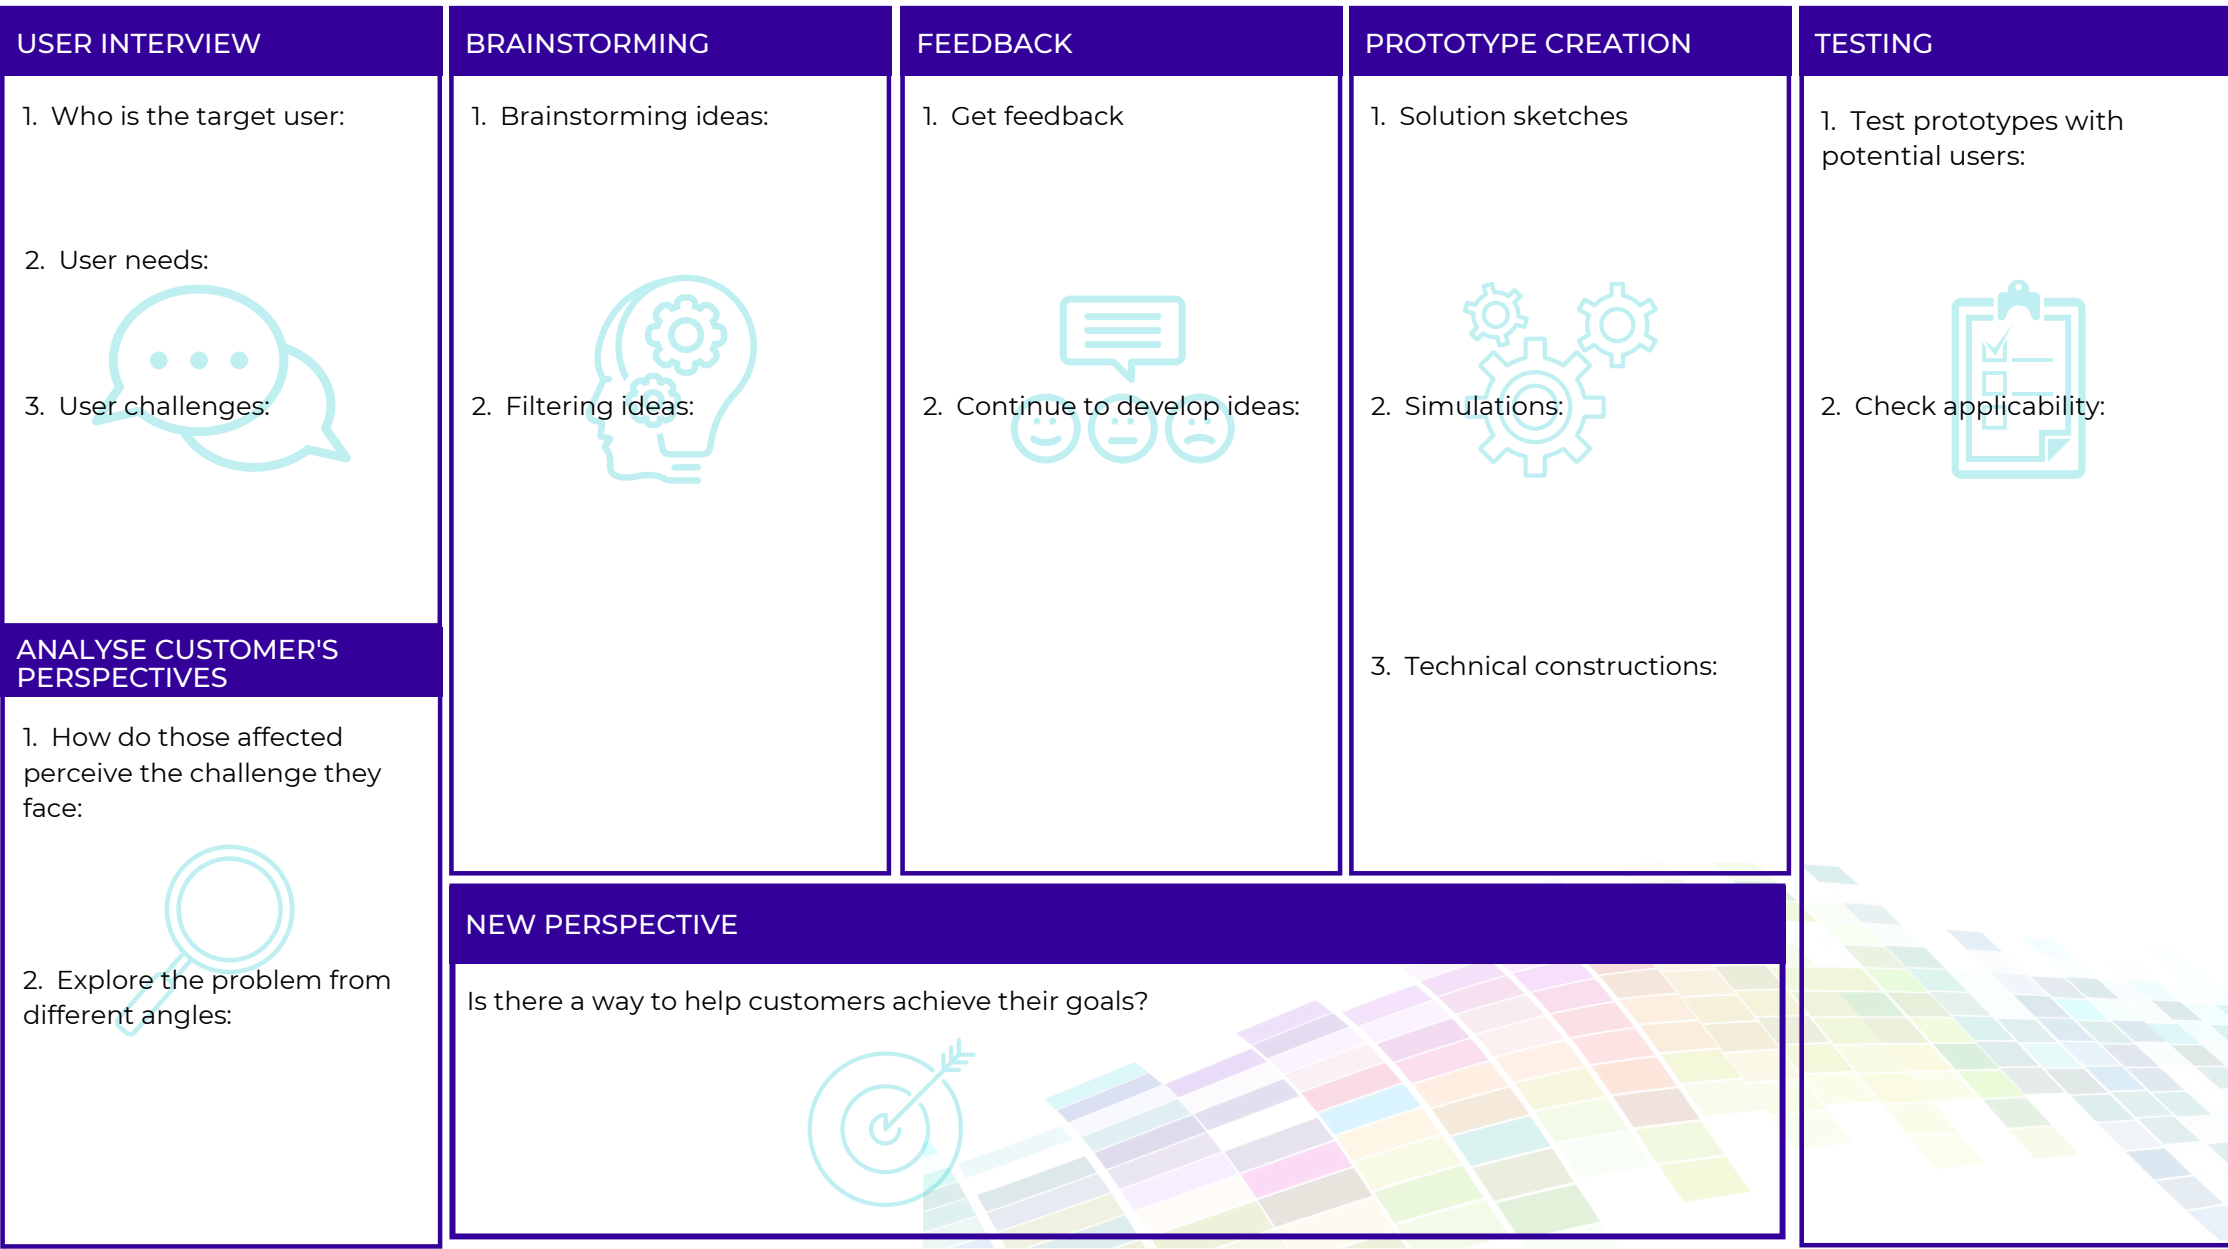 USER INTERVIEW
1. Who is the target user:
2. User needs:
3. User challenges:
ANALYSE CUSTOMER'S
PERSPECTIVES
1. How do those affected
perceive the challenge they
face:
2. Explore the problem from
different angles:
BRAINSTORMING
1. Brainstorming ideas:
2. Filtering ideas:
FEEDBACK
1. Get feedback
2. Continue to develop ideas:
PROTOTYPE CREATION
1. Solution sketches
2. Simulations:
3. Technical constructions:
NEW PERSPECTIVE
Is there a way to help customers achieve their goals?
TESTING
1. Test prototypes with
potential users:
2. Check applicability: